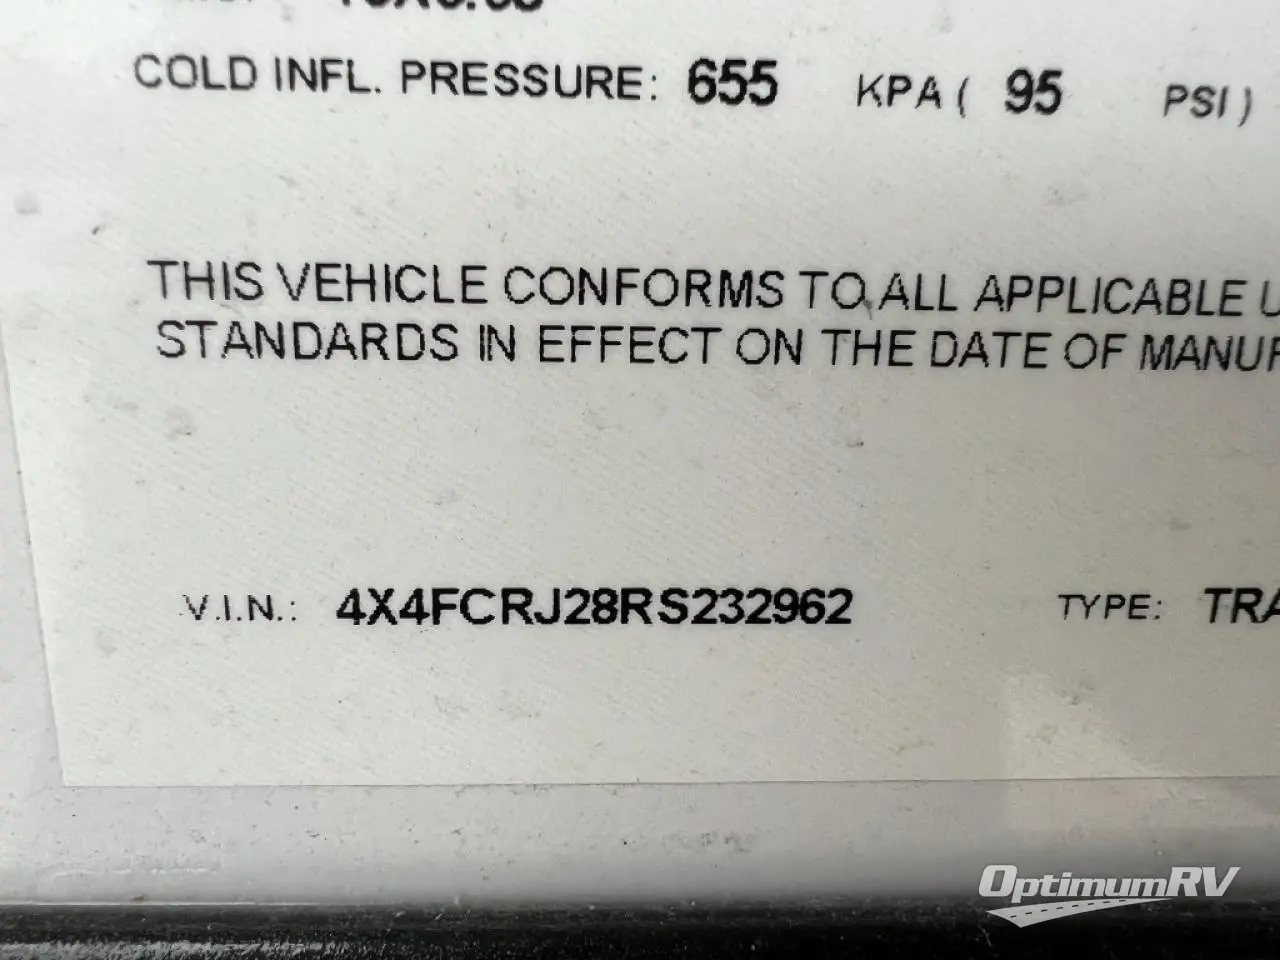 COLD INFL. PRESSURE: 655 KPA ( 95 PSI )
THIS VEHICLE CONFORMS TO ALL APPLICABLE
STANDARDS IN EFFECT ON THE DATE OF
V.I.N.: 4X4FCRJ28RS232962 TYPE: TRA
OptimumRV